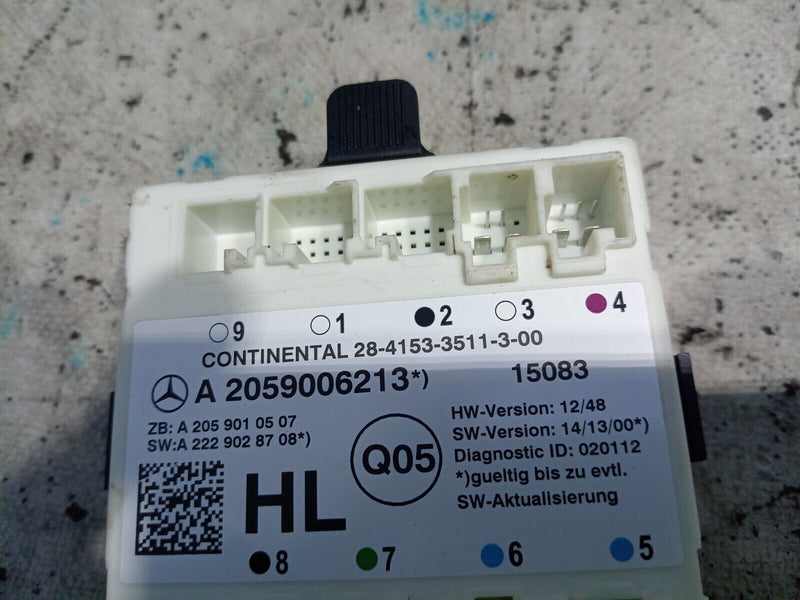 9 1 2 3 4
CONTINENTAL 28-4153-3511-3-00
A 2059006213*) 15083
ZB: A 205 901 05 07
SW:A 222 902 87 08*)
HW-Version: 12/48
SW-Version: 14/13/00*)
Diagnostic ID: 020112
*)gueltig bis zu evtl.
SW-Aktualisierung
Q05
HL
8 7 6 5